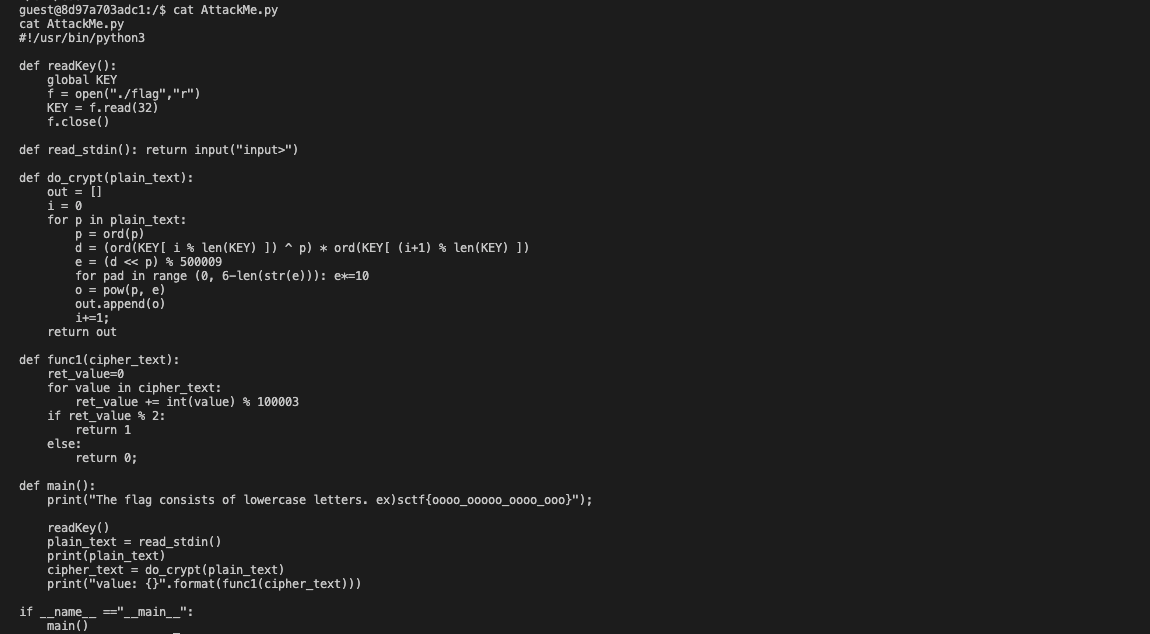 guest@8d97a703adc1:/$ cat AttackMe.py
cat AttackMe.py
#!/usr/bin/python3

def readKey():
    global KEY
    f = open("./flag","r")
    KEY = f.read(32)
    f.close()

def read_stdin(): return input("input>")

def do_crypt(plain_text):
    out = []
    i = 0
    for p in plain_text:
        p = ord(p)
        d = (ord(KEY[ i % len(KEY) ]) ^ p) * ord(KEY[ (i+1) % len(KEY) ])
        e = (d << p) % 500009
        for pad in range (0, 6-len(str(e))): e*=10
        o = pow(p, e)
        out.append(o)
        i+=1;
    return out

def func1(cipher_text):
    ret_value=0
    for value in cipher_text:
        ret_value += int(value) % 100003
    if ret_value % 2:
        return 1
    else:
        return 0;

def main():
    print("The flag consists of lowercase letters. ex)sctf{oooo_ooooo_oooo_ooo}");

    readKey()
    plain_text = read_stdin()
    print(plain_text)
    cipher_text = do_crypt(plain_text)
    print("value: {}".format(func1(cipher_text)))

if __name__ =="__main__":
    main()